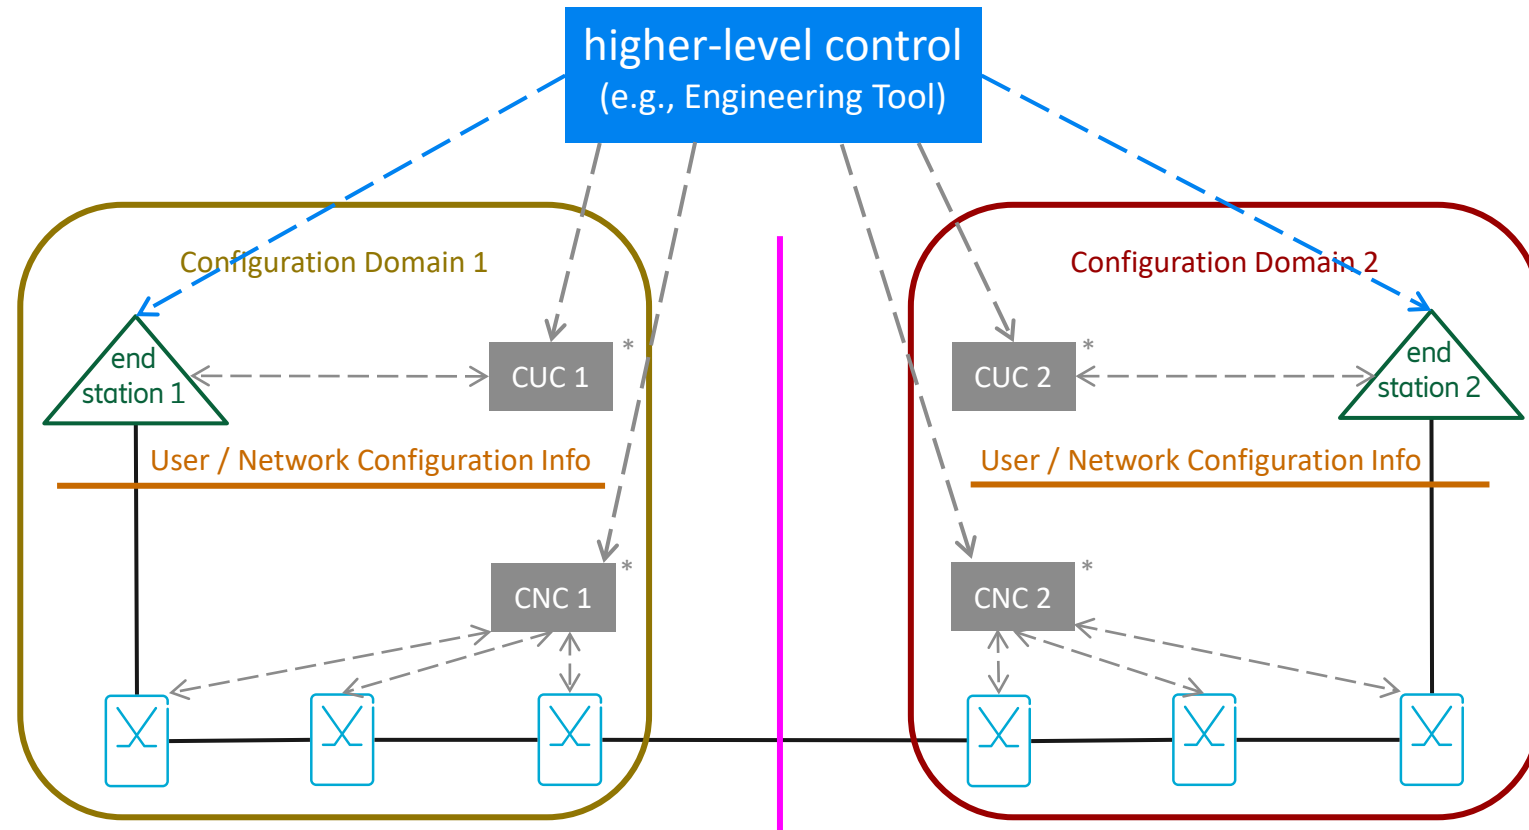 higher-level control
(e.g., Engineering Tool)
Configuration Domain 1
Configuration Domain 2
end
station 1
CUC 1
*
CUC 2
*
end
station 2
User / Network Configuration Info
User / Network Configuration Info
CNC 1
*
CNC 2
*